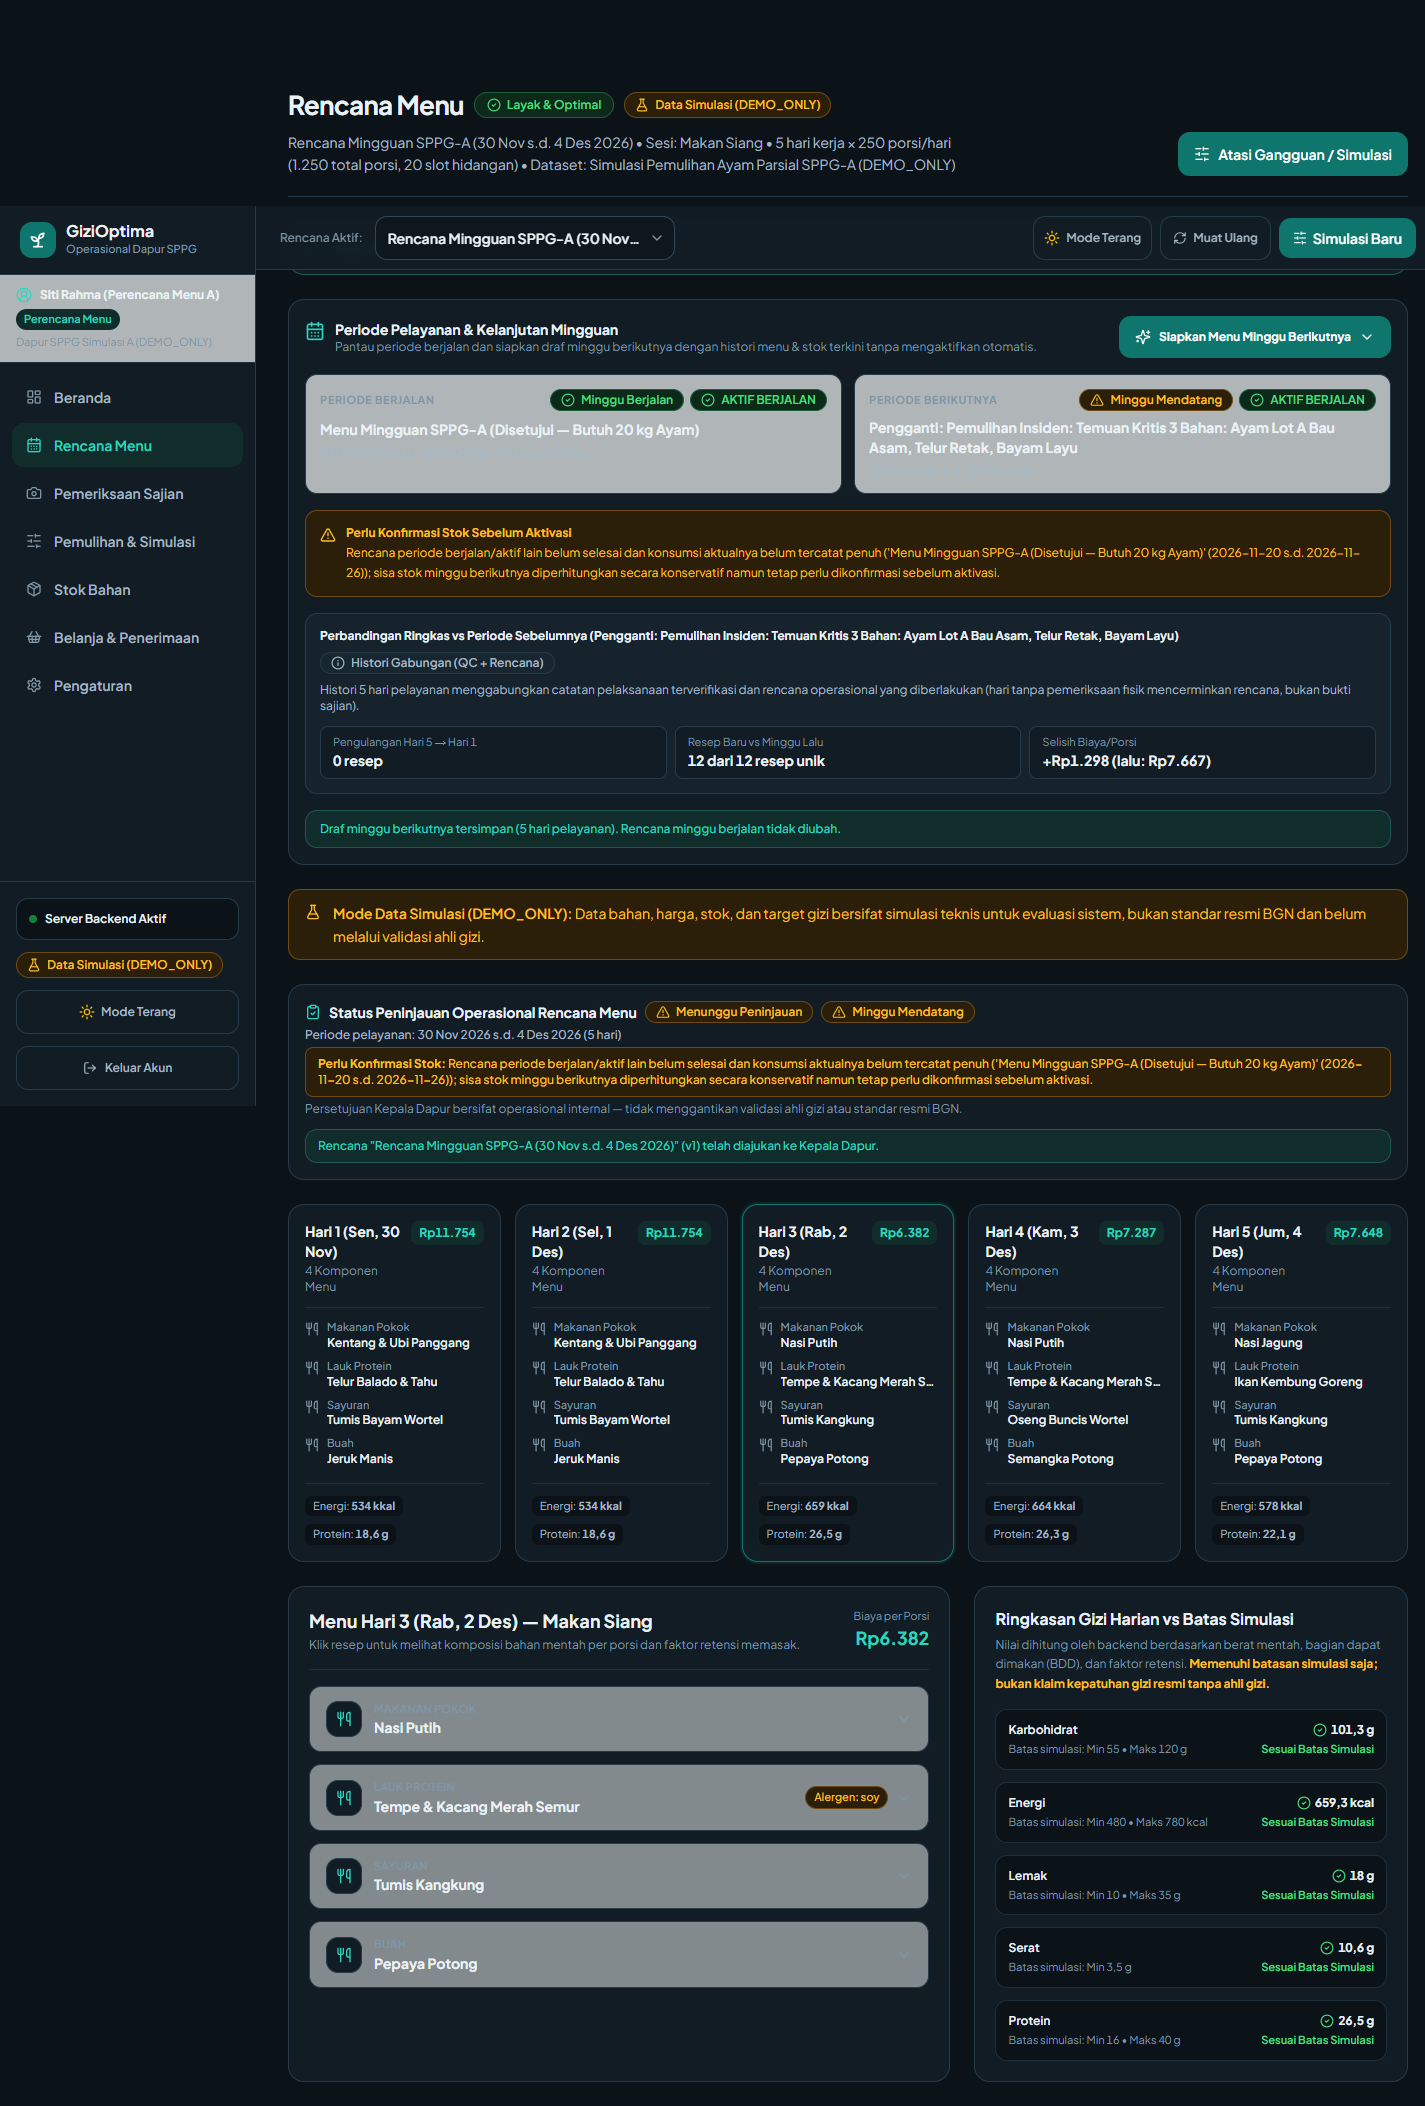 Rencana Menu
Layak & Optimal
Data Simulasi (DEMO_ONLY)
Rencana Mingguan SPPG-A (30 Nov s.d. 4 Des 2026) • Sesi: Makan Siang • 5 hari kerja × 250 porsi/hari
(1.250 total porsi, 20 slot hidangan) • Dataset: Simulasi Pemulihan Ayam Parsial SPPG-A (DEMO_ONLY)
Atasi Gangguan / Simulasi
GiziOptima
Operasional Dapur SPPG
Rencana Aktif:
Rencana Mingguan SPPG-A (30 Nov...
Mode Terang
Muat Ulang
Simulasi Baru
Siti Rahma (Perencana Menu A)
Perencana Menu
Dapur SPPG Simulasi A (DEMO_ONLY)
Beranda
Rencana Menu
Pemeriksaan Sajian
Pemulihan & Simulasi
Stok Bahan
Belanja & Penerimaan
Pengaturan
Server Backend Aktif
Data Simulasi (DEMO_ONLY)
Mode Terang
Keluar Akun
Periode Pelayanan & Kelanjutan Mingguan
Pantau periode berjalan dan siapkan draf minggu berikutnya dengan histori menu & stok terkini tanpa mengaktifkan otomatis.
Siapkan Menu Minggu Berikutnya
PERIODE BERJALAN
Minggu Berjalan
AKTIF BERJALAN
Menu Mingguan SPPG-A (Disetujui — Butuh 20 kg Ayam)
PERIODE BERIKUTNYA
Minggu Mendatang
AKTIF BERJALAN
Pengganti: Pemulihan Insiden: Temuan Kritis 3 Bahan: Ayam Lot A Bau
Asam, Telur Retak, Bayam Layu
Perlu Konfirmasi Stok Sebelum Aktivasi
Rencana periode berjalan/aktif lain belum selesai dan konsumsi aktualnya belum tercatat penuh ('Menu Mingguan SPPG-A (Disetujui — Butuh 20 kg Ayam)' (2026-11-20 s.d. 2026-11-
26)); sisa stok minggu berikutnya diperhitungkan secara konservatif namun tetap perlu dikonfirmasi sebelum aktivasi.
Perbandingan Ringkas vs Periode Sebelumnya (Pengganti: Pemulihan Insiden: Temuan Kritis 3 Bahan: Ayam Lot A Bau Asam, Telur Retak, Bayam Layu)
Histori Gabungan (QC + Rencana)
Histori 5 hari pelayanan menggabungkan catatan pelaksanaan terverifikasi dan rencana operasional yang diberlakukan (hari tanpa pemeriksaan fisik mencerminkan rencana, bukan bukti
sajian).
Pengulangan Hari 5 → Hari 1
0 resep
Resep Baru vs Minggu Lalu
12 dari 12 resep unik
Selisih Biaya/Porsi
+Rp1.298 (lalu: Rp7.667)
Draf minggu berikutnya tersimpan (5 hari pelayanan). Rencana minggu berjalan tidak diubah.
Mode Data Simulasi (DEMO_ONLY): Data bahan, harga, stok, dan target gizi bersifat simulasi teknis untuk evaluasi sistem, bukan standar resmi BGN dan belum
melalui validasi ahli gizi.
Status Peninjauan Operasional Rencana Menu
Menunggu Peninjauan
Minggu Mendatang
Periode pelayanan: 30 Nov 2026 s.d. 4 Des 2026 (5 hari)
Perlu Konfirmasi Stok: Rencana periode berjalan/aktif lain belum selesai dan konsumsi aktualnya belum tercatat penuh ('Menu Mingguan SPPG-A (Disetujui — Butuh 20 kg Ayam)' (2026-
11-20 s.d. 2026-11-26)); sisa stok minggu berikutnya diperhitungkan secara konservatif namun tetap perlu dikonfirmasi sebelum aktivasi.
Persetujuan Kepala Dapur bersifat operasional internal — tidak menggantikan validasi ahli gizi atau standar resmi BGN.
Rencana "Rencana Mingguan SPPG-A (30 Nov s.d. 4 Des 2026)" (v1) telah diajukan ke Kepala Dapur.
Hari 1 (Sen, 30
Nov)
Rp11.754
4 Komponen
Menu
Makanan Pokok
Kentang & Ubi Panggang
Lauk Protein
Telur Balado & Tahu
Sayuran
Tumis Bayam Wortel
Buah
Jeruk Manis
Energi: 534 kkal
Protein: 18,6 g
Hari 2 (Sel, 1
Des)
Rp11.754
4 Komponen
Menu
Makanan Pokok
Kentang & Ubi Panggang
Lauk Protein
Telur Balado & Tahu
Sayuran
Tumis Bayam Wortel
Buah
Jeruk Manis
Energi: 534 kkal
Protein: 18,6 g
Hari 3 (Rab, 2
Des)
Rp6.382
4 Komponen
Menu
Makanan Pokok
Nasi Putih
Lauk Protein
Tempe & Kacang Merah S...
Sayuran
Tumis Kangkung
Buah
Pepaya Potong
Energi: 659 kkal
Protein: 26,5 g
Hari 4 (Kam, 3
Des)
Rp7.287
4 Komponen
Menu
Makanan Pokok
Nasi Putih
Lauk Protein
Tempe & Kacang Merah S...
Sayuran
Oseng Buncis Wortel
Buah
Semangka Potong
Energi: 664 kkal
Protein: 26,3 g
Hari 5 (Jum, 4
Des)
Rp7.648
4 Komponen
Menu
Makanan Pokok
Nasi Jagung
Lauk Protein
Ikan Kembung Goreng
Sayuran
Tumis Kangkung
Buah
Pepaya Potong
Energi: 578 kkal
Protein: 22,1 g
Menu Hari 3 (Rab, 2 Des) — Makan Siang
Klik resep untuk melihat komposisi bahan mentah per porsi dan faktor retensi memasak.
Biaya per Porsi
Rp6.382
MAKANAN POKOK
Nasi Putih
LAUK PROTEIN
Tempe & Kacang Merah Semur
Alergen: soy
SAYURAN
Tumis Kangkung
BUAH
Pepaya Potong
Ringkasan Gizi Harian vs Batas Simulasi
Nilai dihitung oleh backend berdasarkan berat mentah, bagian dapat
dimakan (BDD), dan faktor retensi. Memenuhi batasan simulasi saja;
bukan klaim kepatuhan gizi resmi tanpa ahli gizi.
Karbohidrat
101,3 g
Batas simulasi: Min 55 • Maks 120 g
Sesuai Batas Simulasi
Energi
659,3 kcal
Batas simulasi: Min 480 • Maks 780 kcal
Sesuai Batas Simulasi
Lemak
18 g
Batas simulasi: Min 10 • Maks 35 g
Sesuai Batas Simulasi
Serat
10,6 g
Batas simulasi: Min 3,5 g
Sesuai Batas Simulasi
Protein
26,5 g
Batas simulasi: Min 16 • Maks 40 g
Sesuai Batas Simulasi